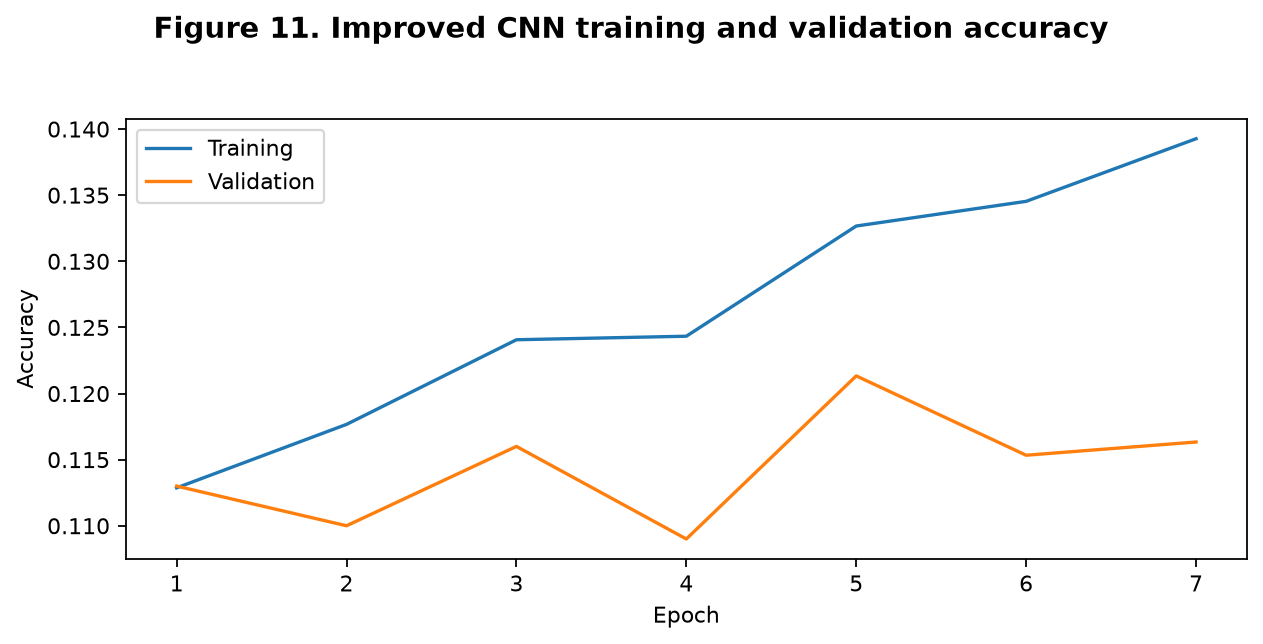 Figure 11. Improved CNN training and validation accuracy
0.140
0.135
0.130
0.125
0.120
0.115
0.110
Accuracy
Training
Validation
1 2 3 4 5 6 7
Epoch